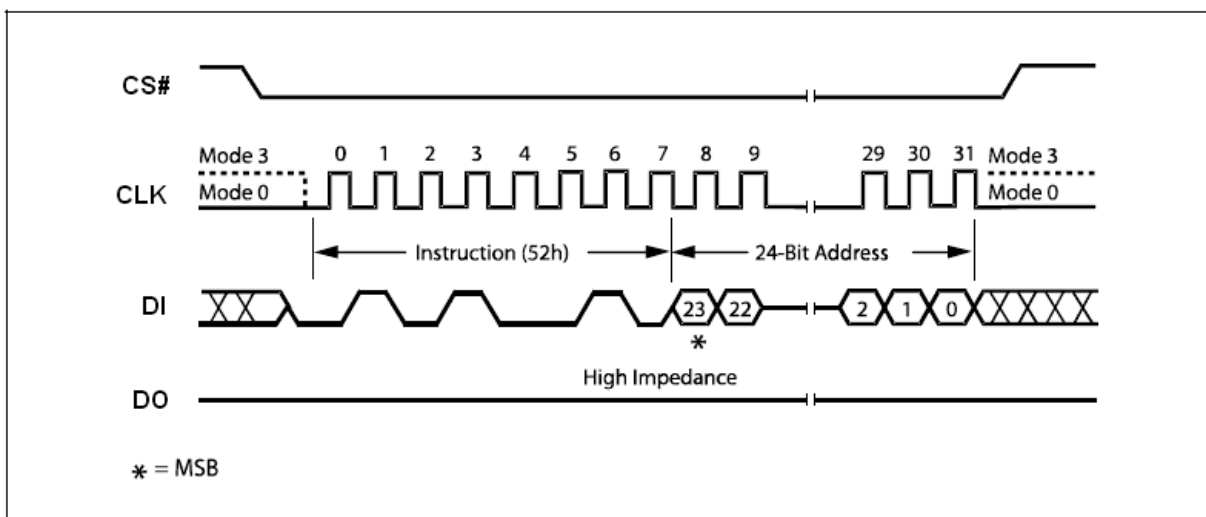 CS#
Mode 3 0 1 2 3 4 5 6 7 8 9 29 30 31 Mode 3
CLK Mode 0 Mode 0
Instruction (52h) 24-Bit Address
DI 23 22 2 1 0
*
High Impedance
DO
* = MSB